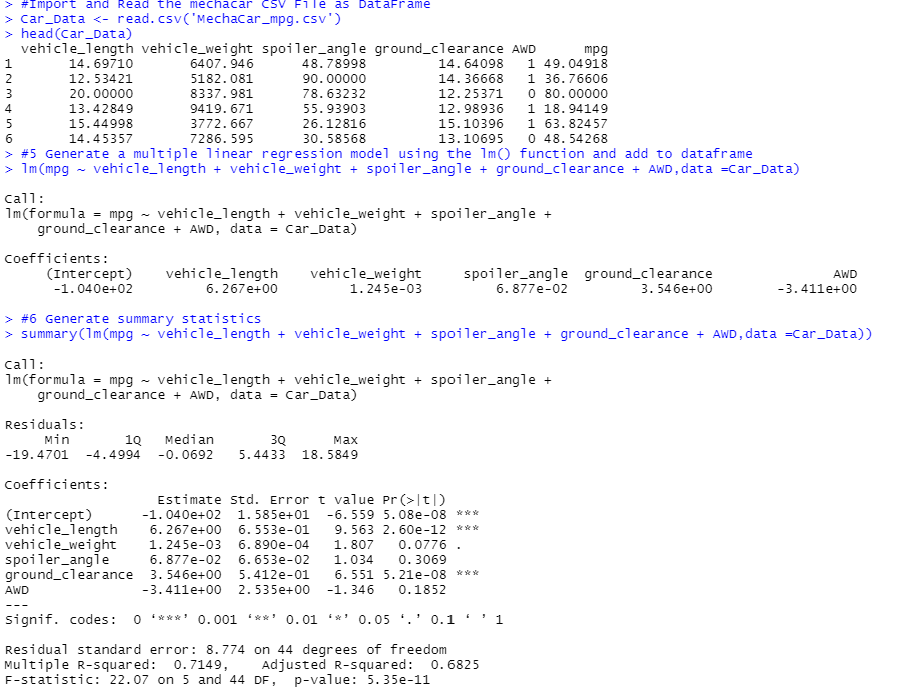 > #Import and Read the mechacar CSV File as DataFrame
> Car_Data <- read.csv('MechaCar_mpg.csv')
> head(Car_Data)
  vehicle_length vehicle_weight spoiler_angle ground_clearance AWD      mpg
1       14.69710       6407.946      48.78998         14.64098   1 49.04918
2       12.53421       5182.081      90.00000         14.36668   1 36.76606
3       20.00000       8337.981      78.63232         12.25371   0 80.00000
4       13.42849       9419.671      55.93903         12.98936   1 18.94149
5       15.44998       3772.667      26.12816         15.10396   1 63.82457
6       14.45357       7286.595      30.58568         13.10695   0 48.54268
> #5 Generate a multiple linear regression model using the lm() function and add to dataframe
> lm(mpg ~ vehicle_length + vehicle_weight + spoiler_angle + ground_clearance + AWD,data =Car_Data)
Call:
lm(formula = mpg ~ vehicle_length + vehicle_weight + spoiler_angle +
    ground_clearance + AWD, data = Car_Data)
Coefficients:
     (Intercept)    vehicle_length    vehicle_weight     spoiler_angle  ground_clearance               AWD
      -1.040e+02         6.267e+00         1.245e-03         6.877e-02         3.546e+00        -3.411e+00
> #6 Generate summary statistics
> summary(lm(mpg ~ vehicle_length + vehicle_weight + spoiler_angle + ground_clearance + AWD,data =Car_Data))
Call:
lm(formula = mpg ~ vehicle_length + vehicle_weight + spoiler_angle +
    ground_clearance + AWD, data = Car_Data)
Residuals:
     Min       1Q   Median       3Q      Max
-19.4701  -4.4994  -0.0692   5.4433  18.5849
Coefficients:
                   Estimate Std. Error t value Pr(>|t|)
(Intercept)      -1.040e+02  1.585e+01  -6.559 5.08e-08 ***
vehicle_length    6.267e+00  6.553e-01   9.563 2.60e-12 ***
vehicle_weight    1.245e-03  6.890e-04   1.807   0.0776 .
spoiler_angle     6.877e-02  6.653e-02   1.034   0.3069
ground_clearance  3.546e+00  5.412e-01   6.551 5.21e-08 ***
AWD              -3.411e+00  2.535e+00  -1.346   0.1852
---
Signif. codes:  0 ‘***’ 0.001 ‘**’ 0.01 ‘*’ 0.05 ‘.’ 0.1 ‘ ’ 1
Residual standard error: 8.774 on 44 degrees of freedom
Multiple R-squared:  0.7149,	Adjusted R-squared:  0.6825
F-statistic: 22.07 on 5 and 44 DF,  p-value: 5.35e-11